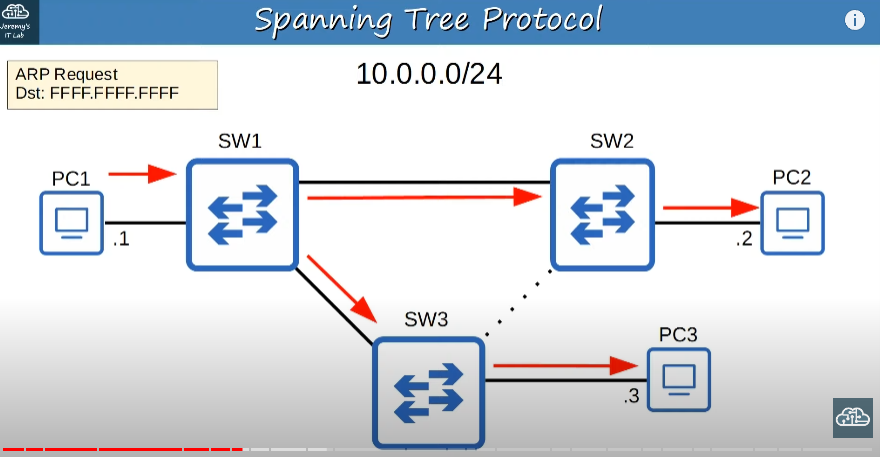 Jeremy's
IT Lab
Spanning Tree Protocol
i
ARP Request
Dst: FFFF.FFFF.FFFF
10.0.0.0/24
SW1
SW2
PC1
PC2
.1
.2
SW3
PC3
.3